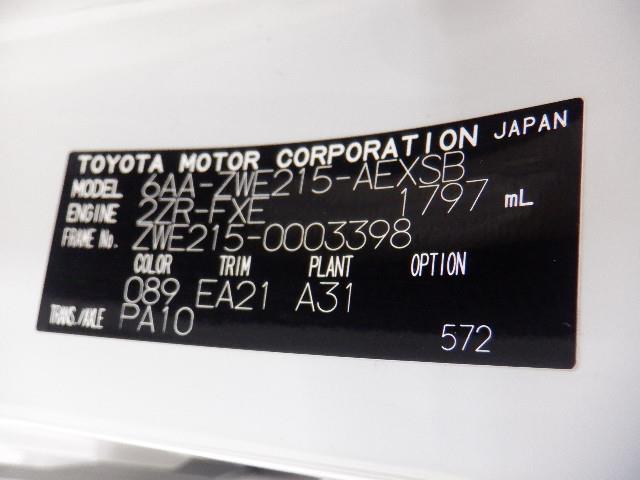 TOYOTA MOTOR CORPORATION JAPAN
MODEL 6AA-ZWE215-AEXSB
ENGINE 2ZR-FXE 1797 mL
FRAME No. ZWE215-0003398
COLOR TRIM PLANT OPTION
089 EA21 A31
TRANS./AXLE PA10
572